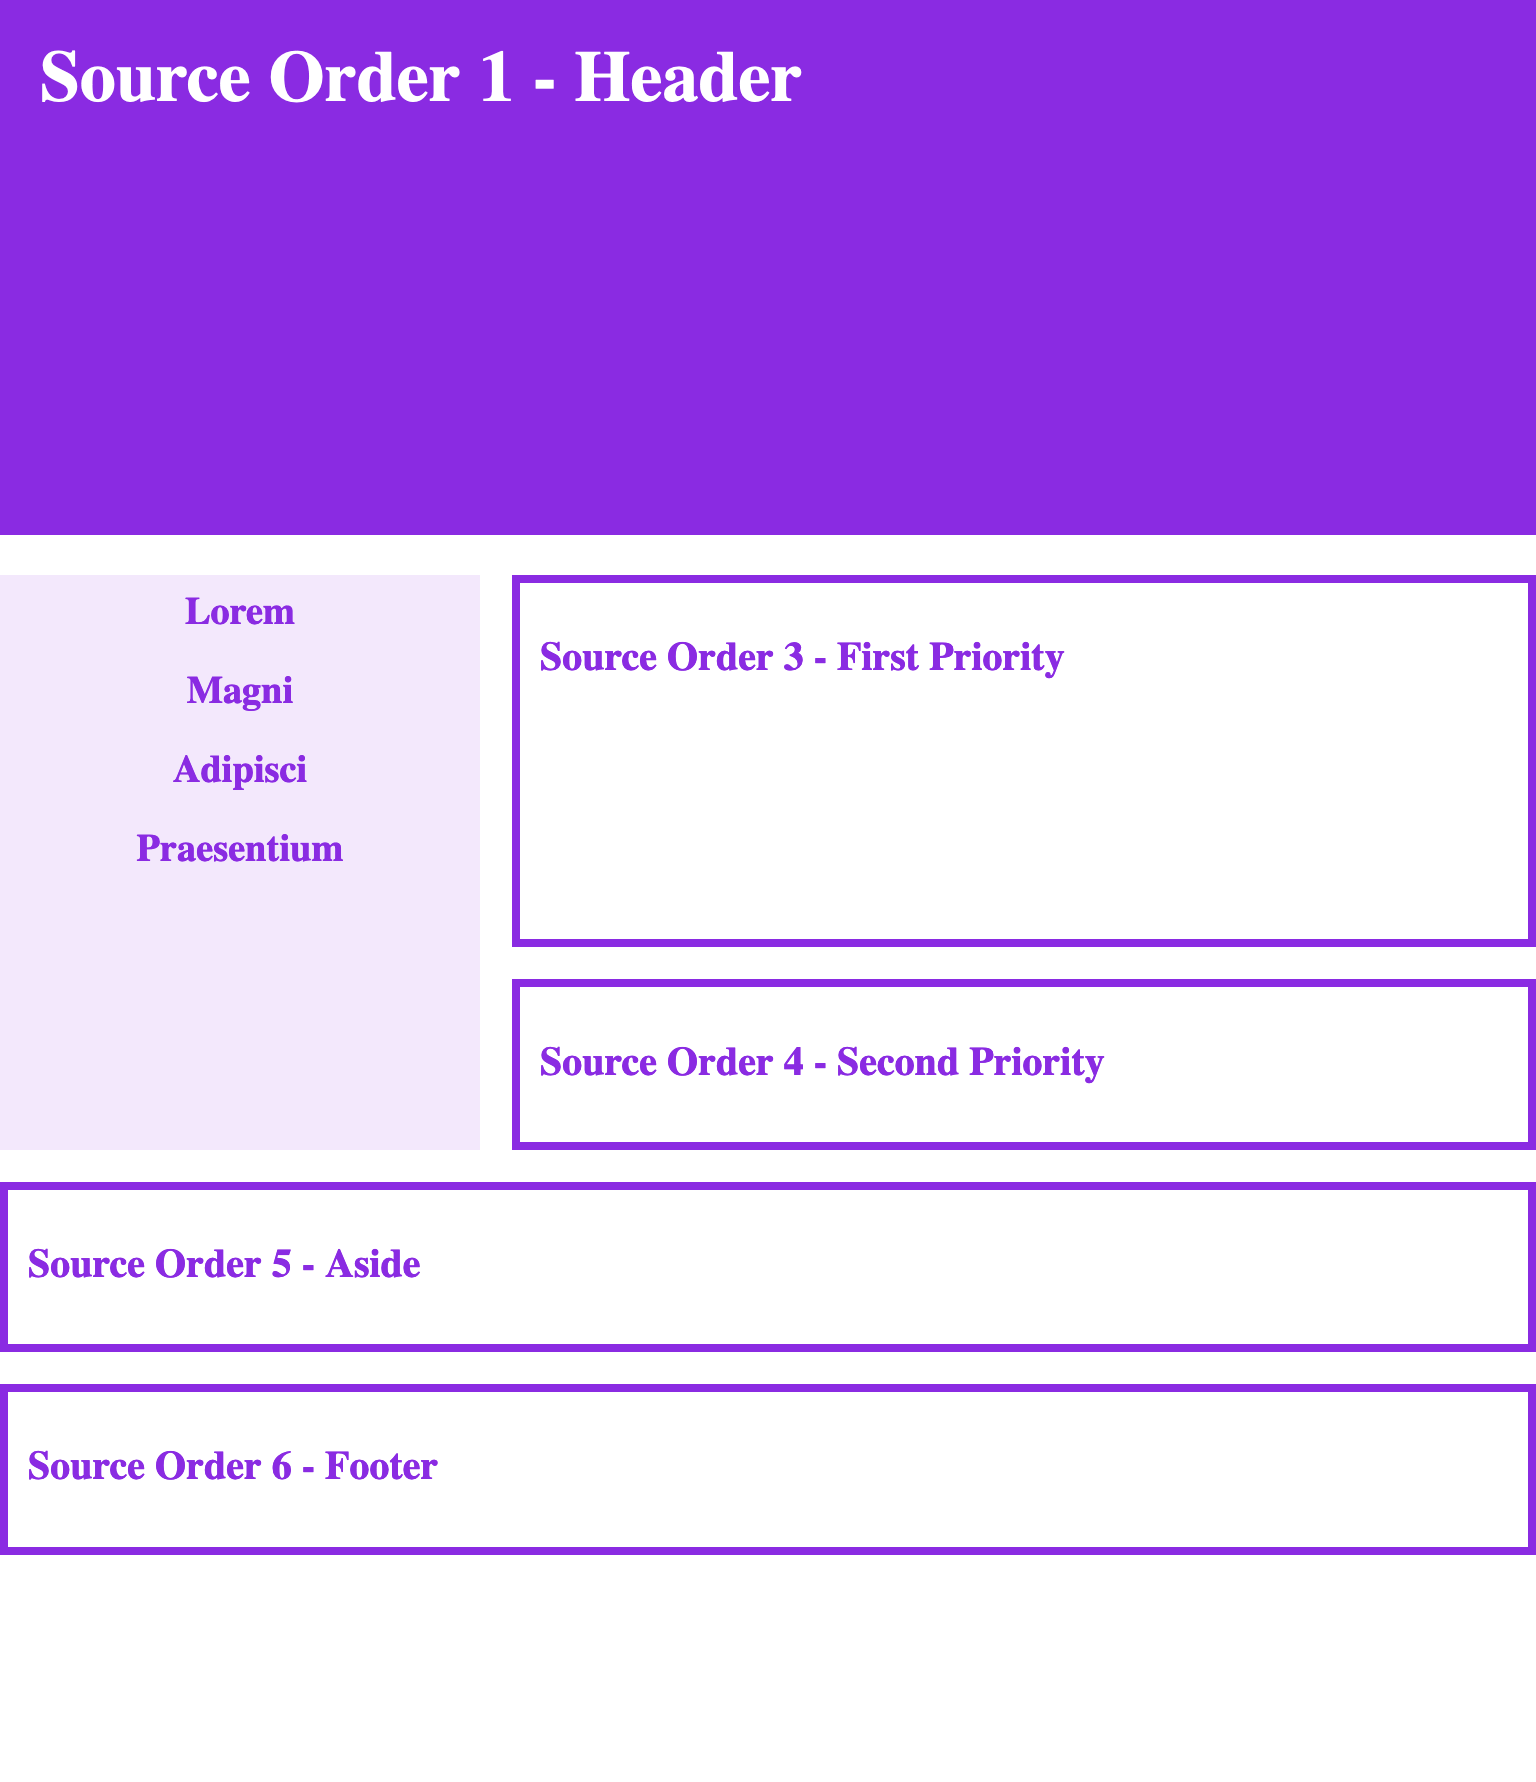 Source Order 1 - Header
Lorem
Magni
Adipisci
Praesentium
Source Order 3 - First Priority
Source Order 4 - Second Priority
Source Order 5 - Aside
Source Order 6 - Footer